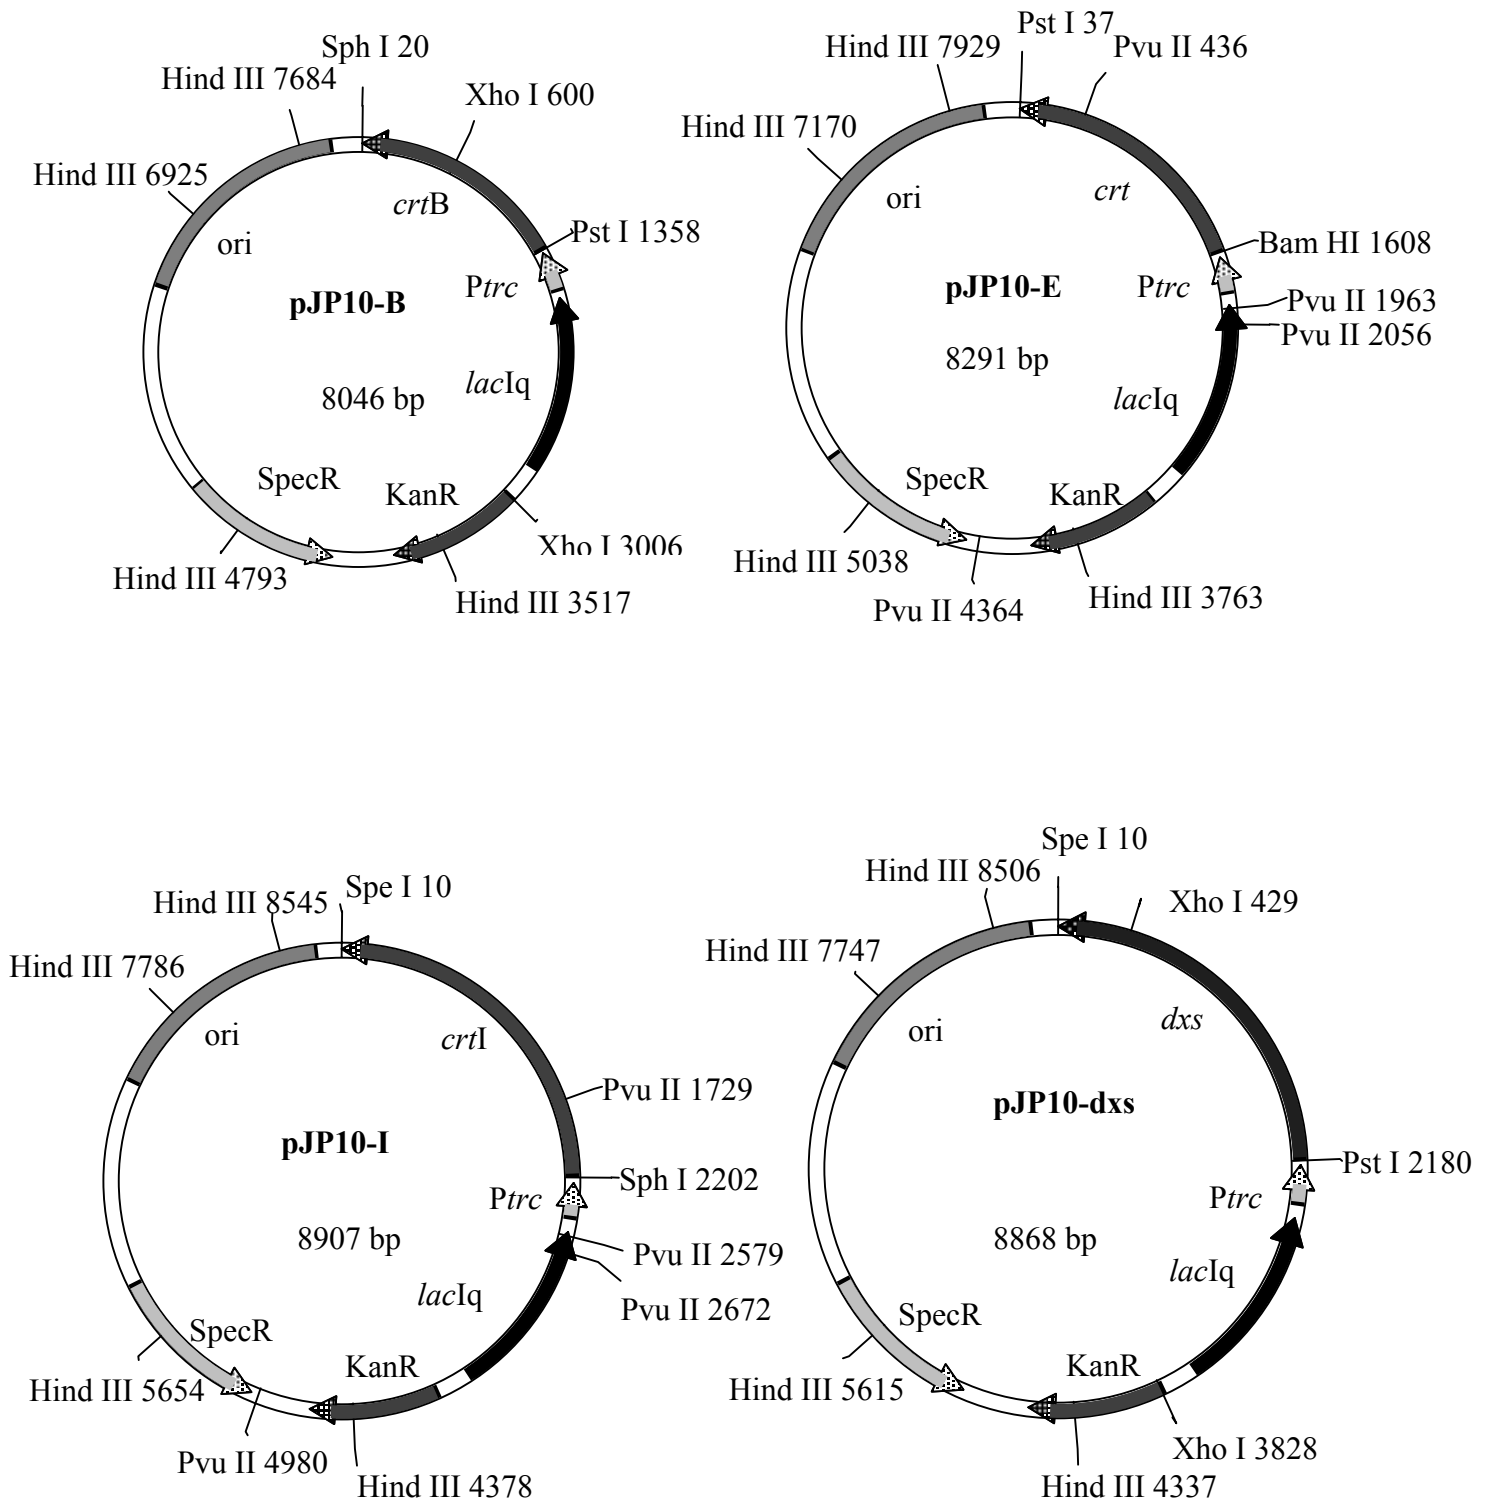 Sph I 20
Hind III 7684
Xho I 600
Hind III 6925
crtB
ori
Pst I 1358
Ptrc
pJP10-B
lacIq
8046 bp
SpecR
KanR
Xho I 3006
Hind III 4793
Hind III 3517
Pst I 37
Hind III 7929
Pvu II 436
Hind III 7170
ori
crt
Bam HI 1608
Ptrc
pJP10-E
Pvu II 1963
Pvu II 2056
8291 bp
lacIq
SpecR
KanR
Hind III 5038
Hind III 3763
Pvu II 4364
Spe I 10
Hind III 8545
Hind III 7786
ori
crtI
Pvu II 1729
pJP10-I
Sph I 2202
Ptrc
8907 bp
Pvu II 2579
lacIq
Pvu II 2672
SpecR
KanR
Hind III 5654
Pvu II 4980
Hind III 4378
Spe I 10
Hind III 8506
Xho I 429
Hind III 7747
dxs
ori
pJP10-dxs
Pst I 2180
Ptrc
8868 bp
lacIq
SpecR
KanR
Hind III 5615
Xho I 3828
Hind III 4337